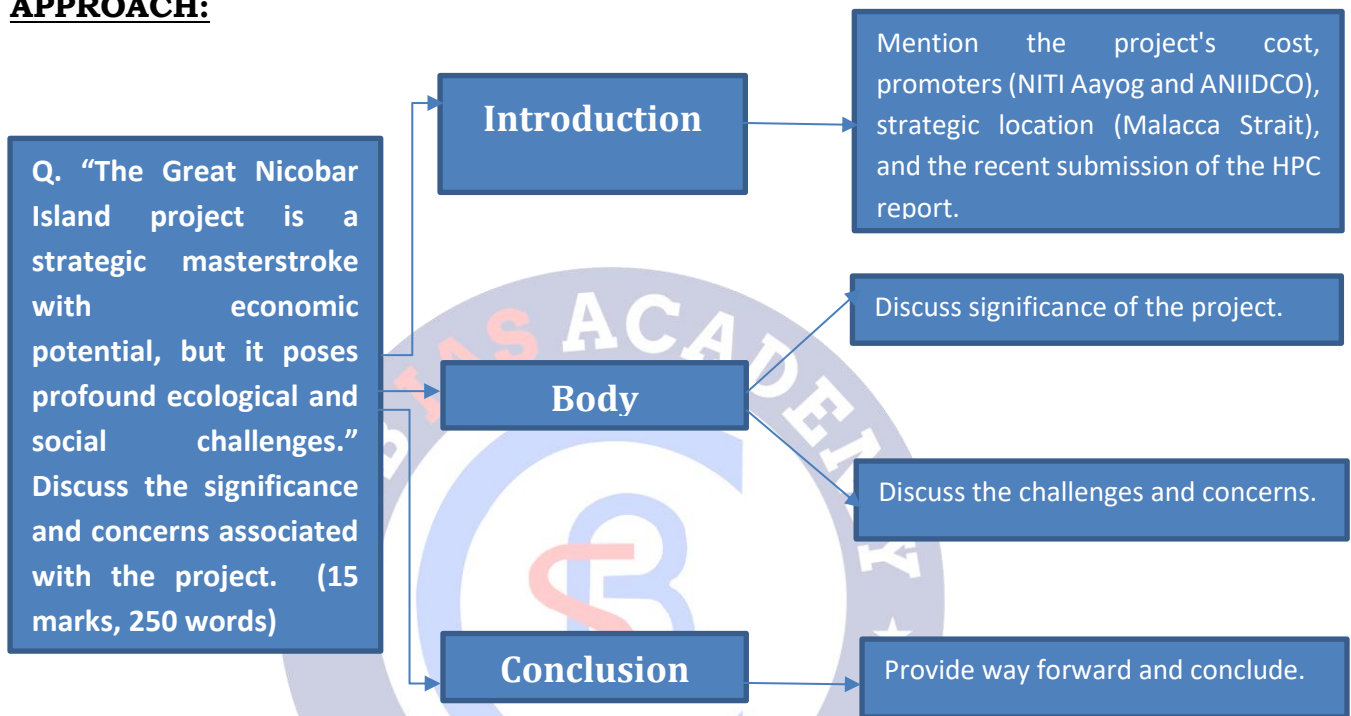 APPROACH:
Q. “The Great Nicobar
Island project is a
strategic masterstroke
with economic
potential, but it poses
profound ecological and
social challenges.”
Discuss the significance
and concerns associated
with the project. (15
marks, 250 words)
Introduction
Mention the project's cost,
promoters (NITI Aayog and ANIIDCO),
strategic location (Malacca Strait),
and the recent submission of the HPC
report.
Body
Discuss significance of the project.
Discuss the challenges and concerns.
Conclusion
Provide way forward and conclude.
IAS ACADEMY